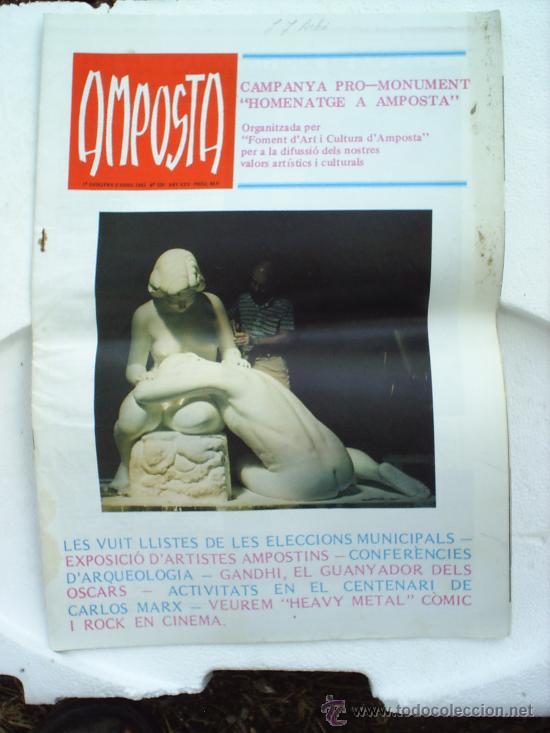 AMPOSTA
CAMPANYA PRO—MONUMENT
"HOMENATGE A AMPOSTA"
Organitzada per
"Foment d'Art i Cultura d'Amposta"
per a la difussió dels nostres
valors artístics i culturals
LES VUIT LLISTES DE LES ELECCIONS MUNICIPALS —
EXPOSICIÓ D'ARTISTES AMPOSTINS — CONFERÈNCIES
D'ARQUEOLOGIA — GANDHI, EL GUANYADOR DELS
OSCARS — ACTIVITATS EN EL CENTENARI DE
CARLOS MARX — VEUREM "HEAVY METAL" CÒMIC
I ROCK EN CINEMA.
todocoleccion
www.todocoleccion.net